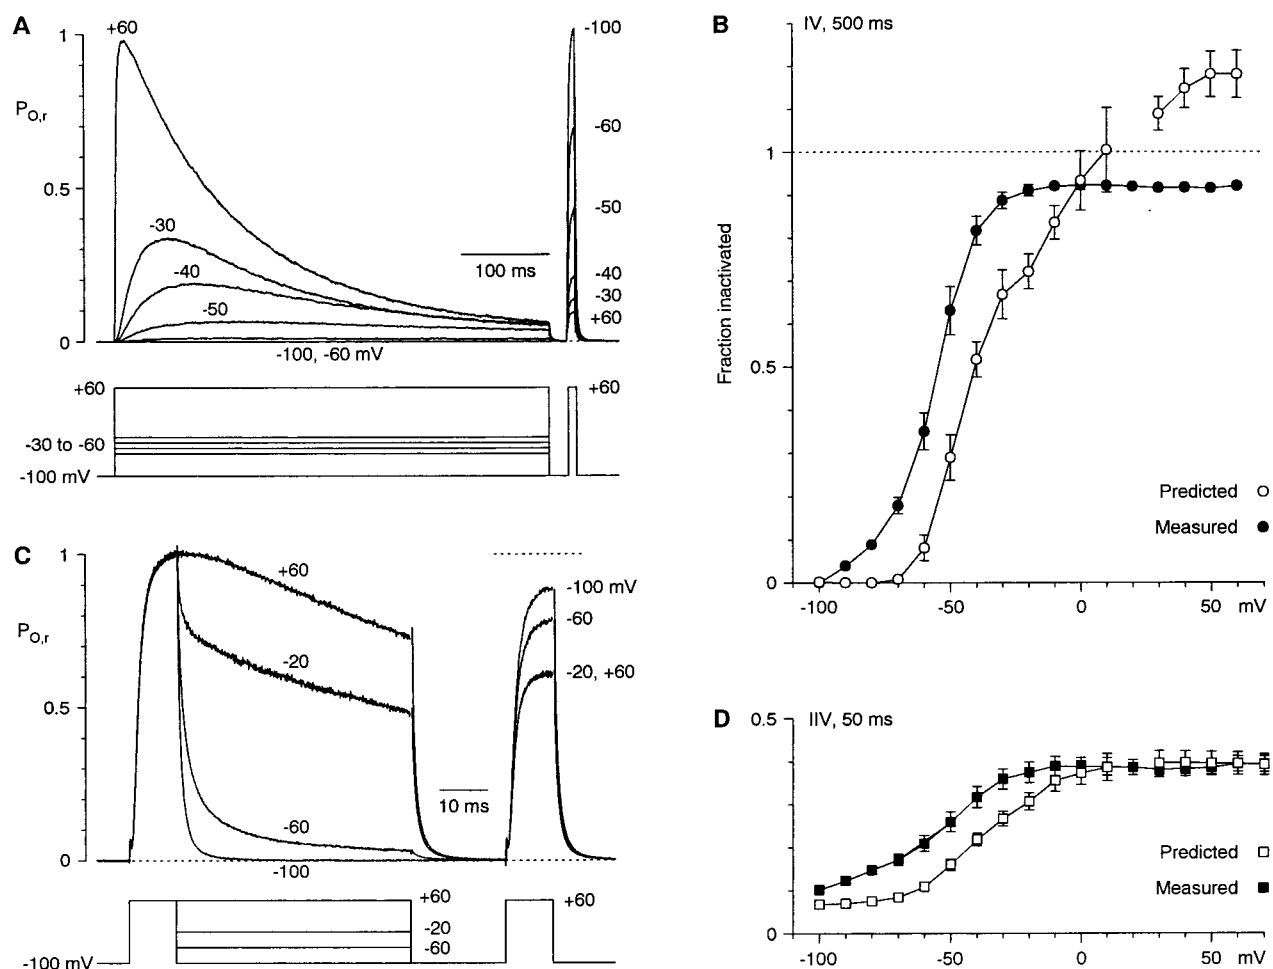 A
+60
-100
1
P_O,r
-60
-50
0.5
-30
-40
100 ms
-50
-40
-30
+60
0
-100, -60 mV
+60
+60
-30 to -60
-100 mV
B
IV, 500 ms
1
Fraction inactivated
0.5
Predicted
Measured
0
-100
-50
0
50
mV
C
1
+60
-100 mV
-60
P_O,r
-20
-20, +60
0.5
10 ms
-60
0
-100
+60
+60
-20
-60
-100 mV
D
0.5
IIV, 50 ms
Predicted
Measured
0
-100
-50
0
50
mV